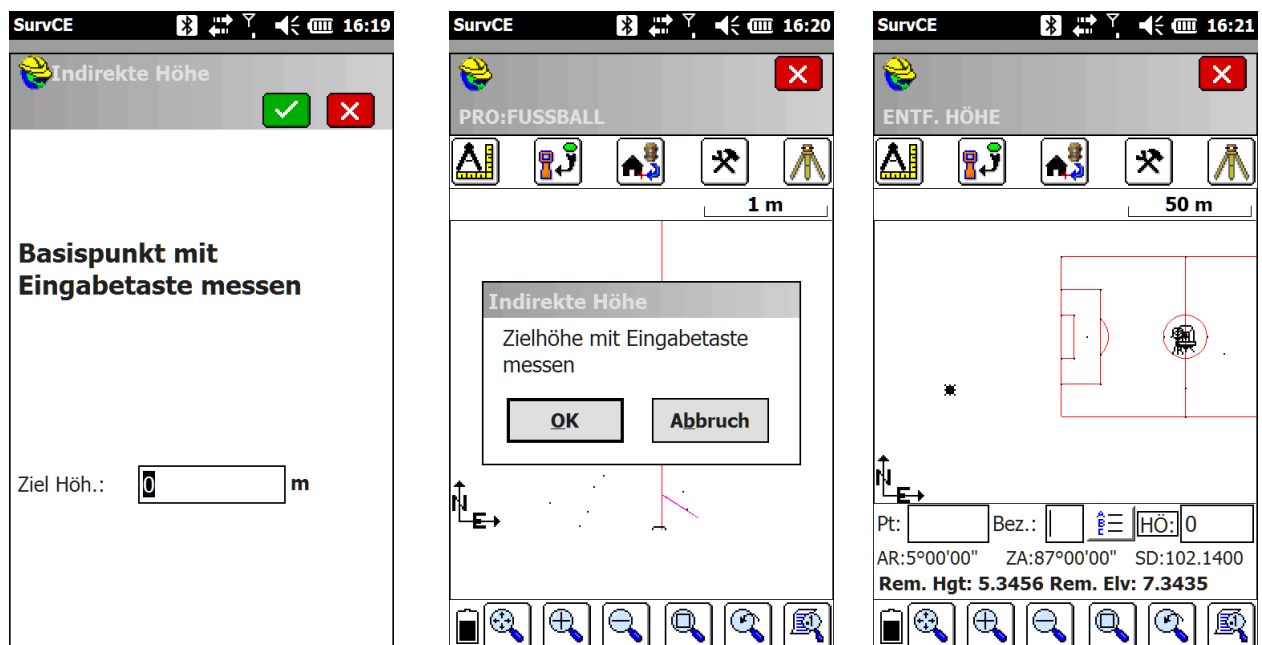 SurvCE 16:19
Indirekte Höhe
Basispunkt mit
Eingabetaste messen
Ziel Höh.: 0 m
SurvCE 16:20
PRO:FUSSBALL
1 m
Indirekte Höhe
Zielhöhe mit Eingabetaste
messen
OK Abbruch
N
E
SurvCE 16:21
ENTF. HÖHE
50 m
N
E
Pt: Bez.: HÖ: 0
AR:5°00'00" ZA:87°00'00" SD:102.1400
Rem. Hgt: 5.3456 Rem. Elv: 7.3435